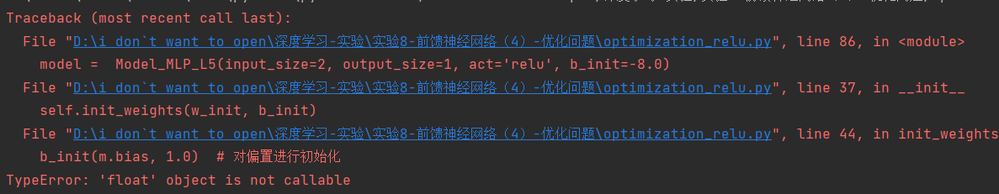 Traceback (most recent call last):
File "D:\i don`t want to open\深度学习-实验\实验8-前馈神经网络（4）-优化问题\optimization_relu.py", line 86, in <module>
model =  Model_MLP_L5(input_size=2, output_size=1, act='relu', b_init=-8.0)
File "D:\i don`t want to open\深度学习-实验\实验8-前馈神经网络（4）-优化问题\optimization_relu.py", line 37, in __init__
self.init_weights(w_init, b_init)
File "D:\i don`t want to open\深度学习-实验\实验8-前馈神经网络（4）-优化问题\optimization_relu.py", line 44, in init_weights
b_init(m.bias, 1.0)  # 对偏置进行初始化
TypeError: 'float' object is not callable